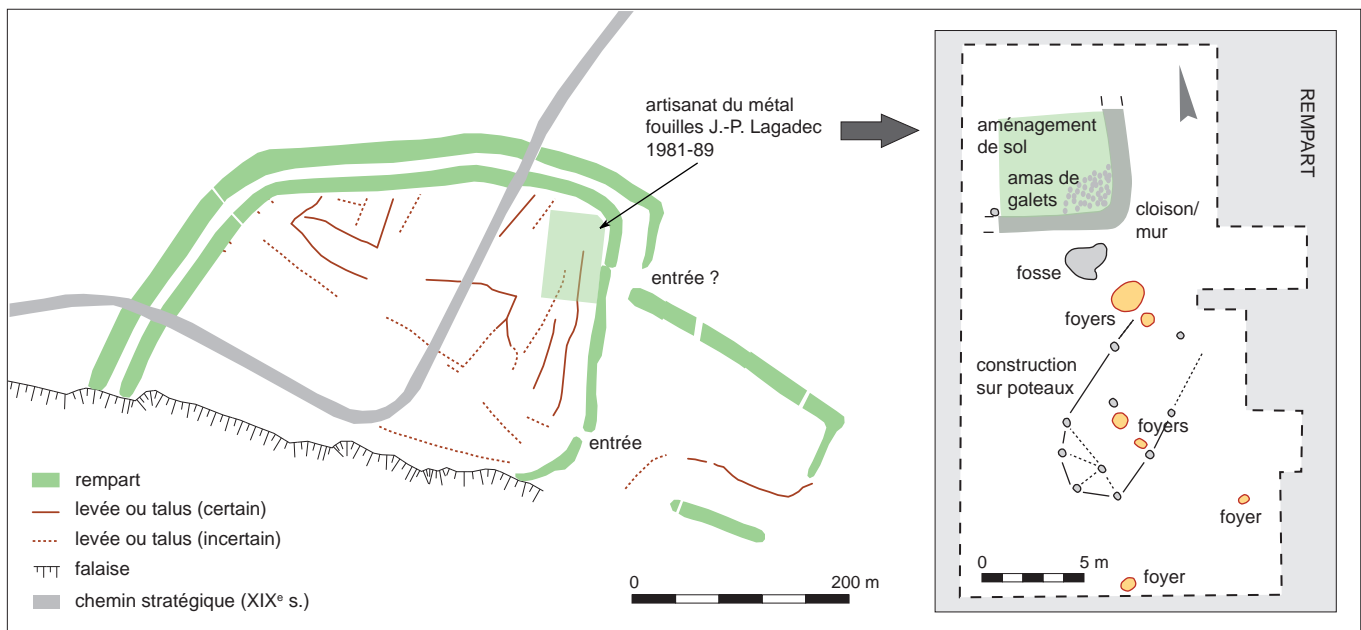 artisanat du métal
fouilles J.-P. Lagadec
1981-89
entrée ?
entrée
rempart
levée ou talus (certain)
levée ou talus (incertain)
falaise
chemin stratégique (XIXe s.)
0 200 m
REMPART
aménagement
de sol
amas de
galets
cloison/
mur
fosse
foyers
construction
sur poteaux
foyers
foyer
0 5 m
foyer